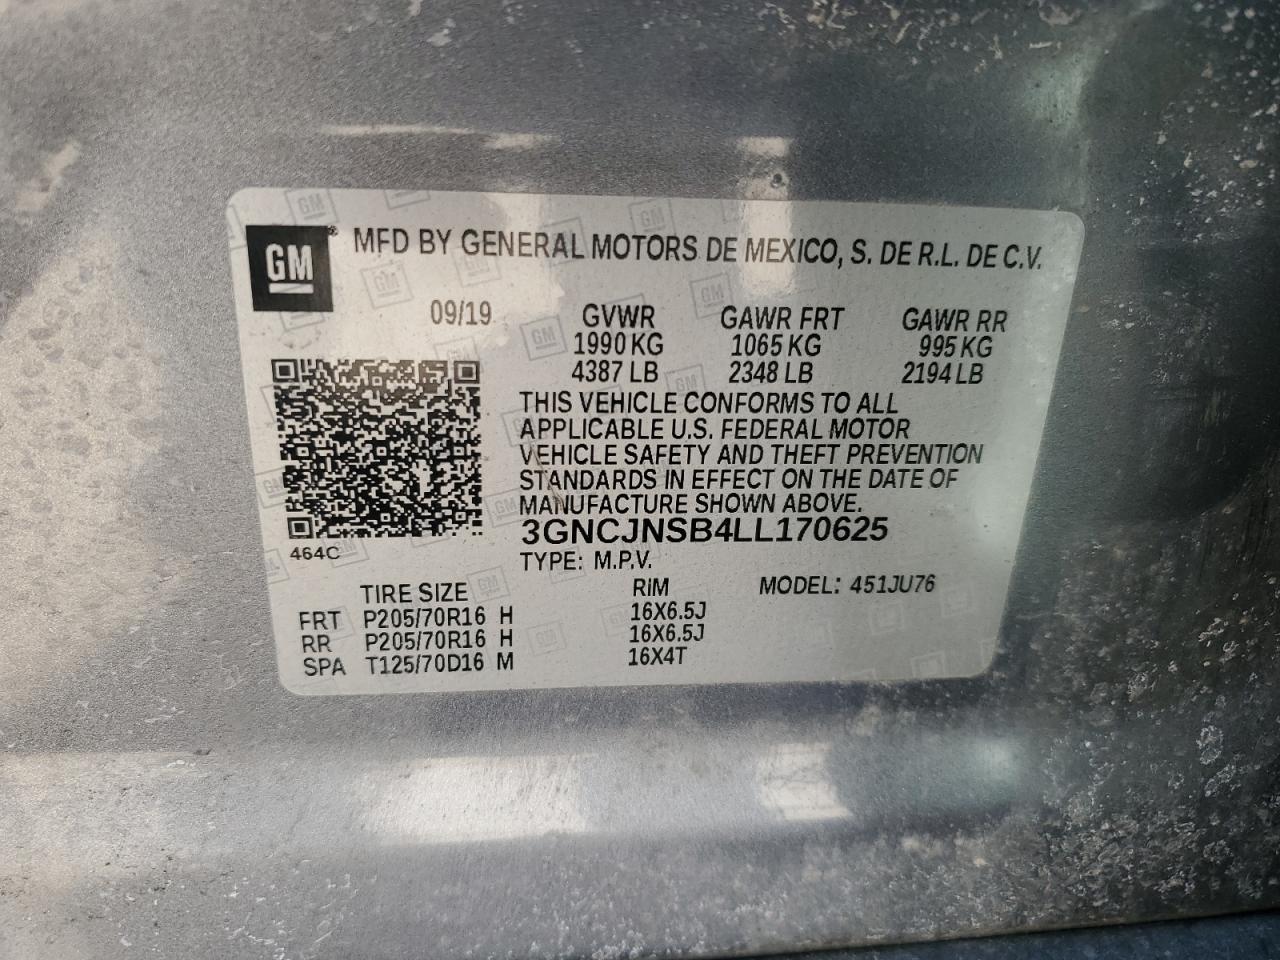 GM® MFD BY GENERAL MOTORS DE MEXICO, S. DE R.L. DE C.V.
09/19 GVWR GAWR FRT GAWR RR
1990 KG 1065 KG 995 KG
4387 LB 2348 LB 2194 LB
THIS VEHICLE CONFORMS TO ALL
APPLICABLE U.S. FEDERAL MOTOR
VEHICLE SAFETY AND THEFT PREVENTION
STANDARDS IN EFFECT ON THE DATE OF
MANUFACTURE SHOWN ABOVE.
3GNCJNSB4LL170625
464C
TYPE: M.P.V.
TIRE SIZE RIM MODEL: 451JU76
FRT P205/70R16 H 16X6.5J
RR P205/70R16 H 16X6.5J
SPA T125/70D16 M 16X4T